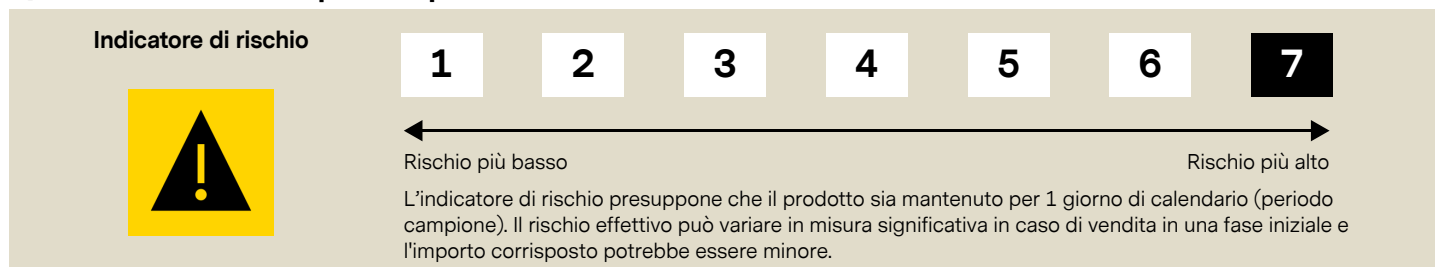 Indicatore di rischio
1 2 3 4 5 6 7
Rischio più basso Rischio più alto
L'indicatore di rischio presuppone che il prodotto sia mantenuto per 1 giorno di calendario (periodo
campione). Il rischio effettivo può variare in misura significativa in caso di vendita in una fase iniziale e
l'importo corrisposto potrebbe essere minore.